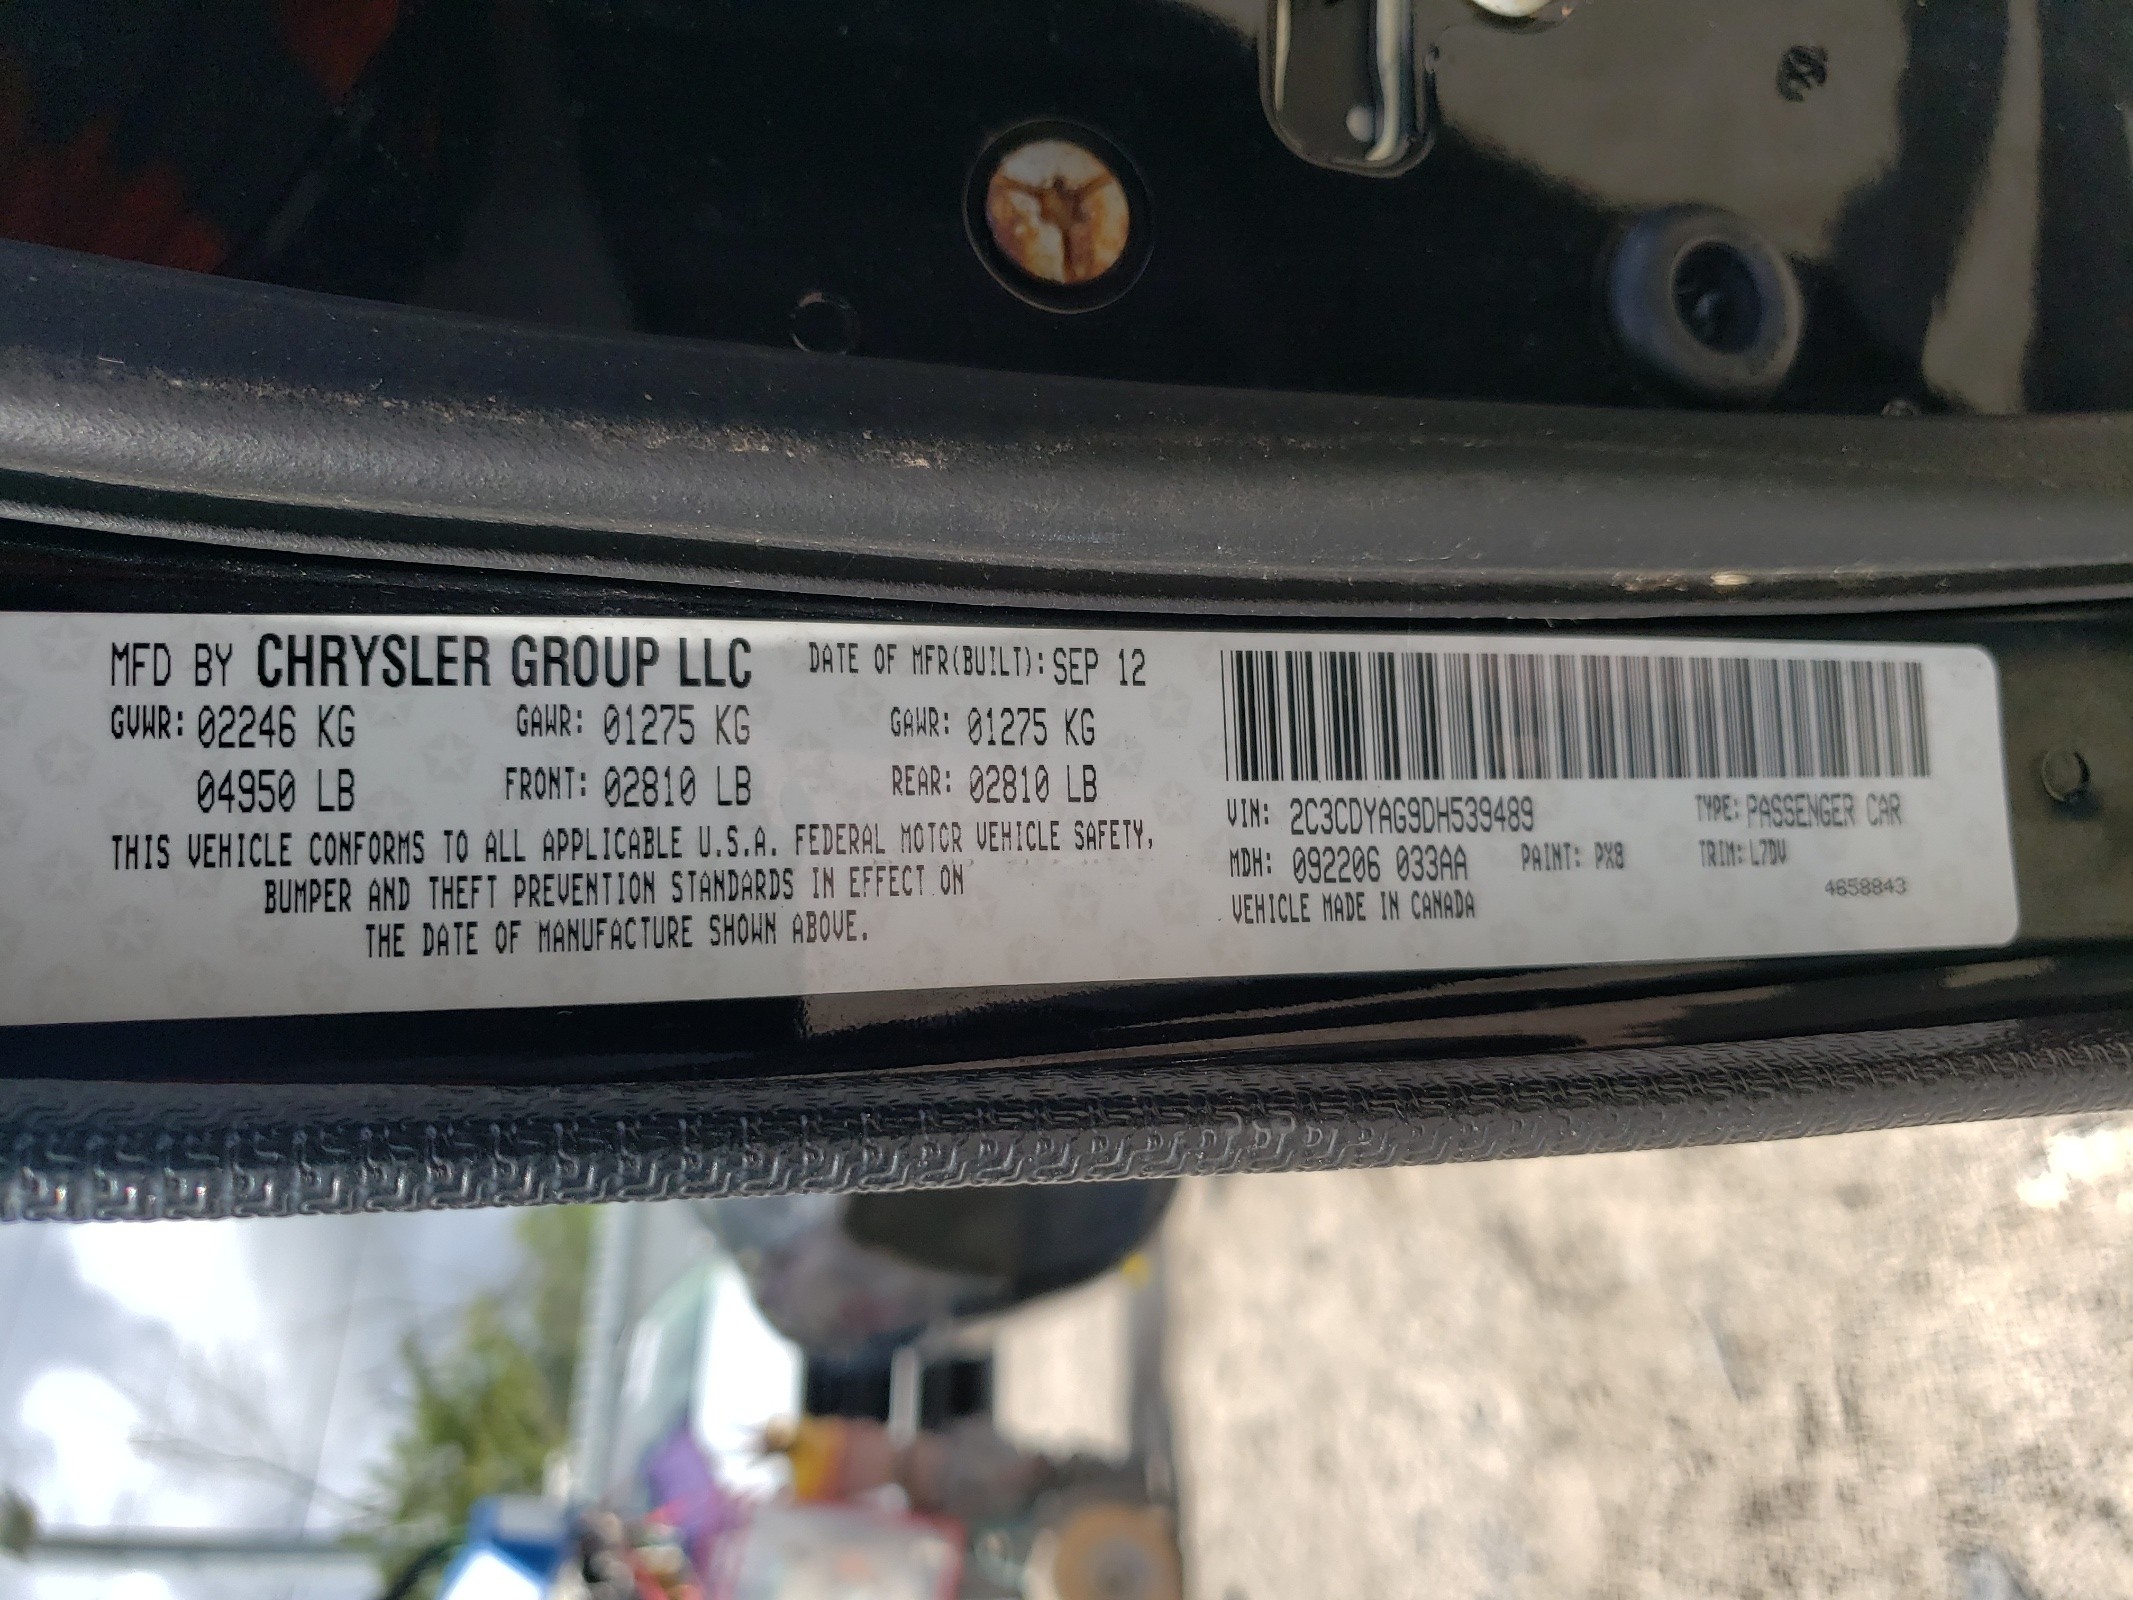 MFD BY CHRYSLER GROUP LLC DATE OF MFR(BUILT): SEP 12
GVWR: 02246 KG GAWR: 01275 KG GAWR: 01275 KG
04950 LB FRONT: 02810 LB REAR: 02810 LB
THIS VEHICLE CONFORMS TO ALL APPLICABLE U.S.A. FEDERAL MOTOR VEHICLE SAFETY,
BUMPER AND THEFT PREVENTION STANDARDS IN EFFECT ON
THE DATE OF MANUFACTURE SHOWN ABOVE.
VIN: 2C3CDYAG9DH539489 TYPE: PASSENGER CAR
MDH: 092206 033AA PAINT: PX8 TRIM: L7DV
VEHICLE MADE IN CANADA
4658843